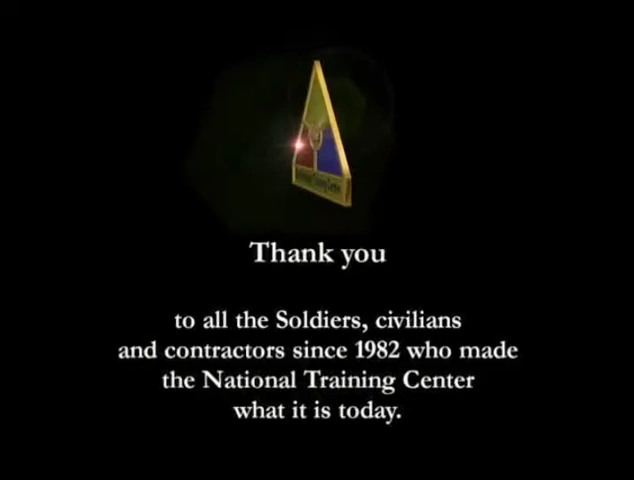 Thank you
to all the Soldiers, civilians
and contractors since 1982 who made
the National Training Center
what it is today.